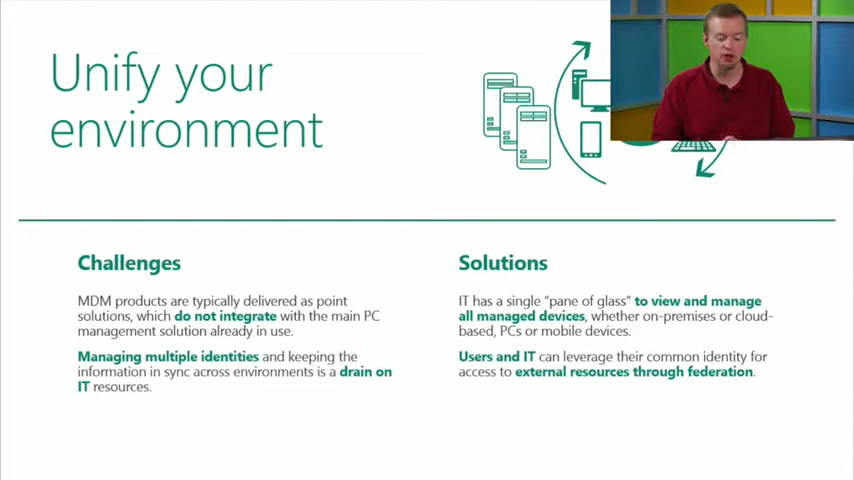 Unify your
environment
Challenges
MDM products are typically delivered as point
solutions, which do not integrate with the main PC
management solution already in use.
Managing multiple identities and keeping the
information in sync across environments is a drain on
IT resources.
Solutions
IT has a single "pane of glass" to view and manage
all managed devices, whether on-premises or cloud-
based, PCs or mobile devices.
Users and IT can leverage their common identity for
access to external resources through federation.